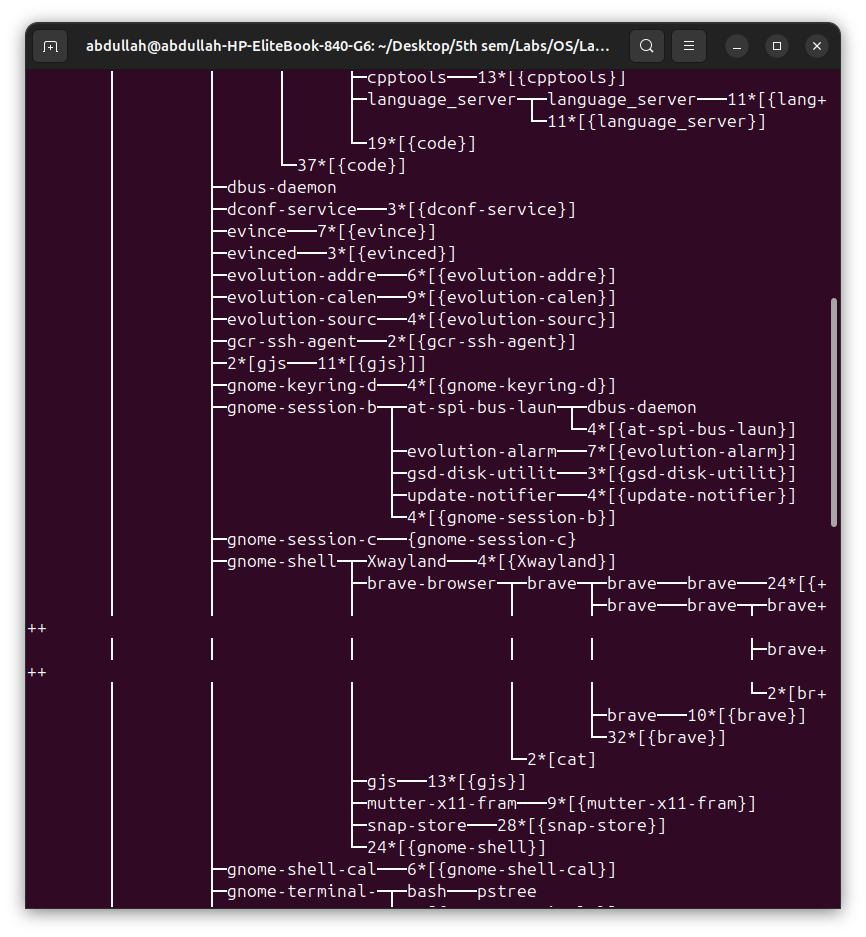 abdullah@abdullah-HP-EliteBook-840-G6: ~/Desktop/5th sem/Labs/OS/La...
├─cpptools───13*[{cpptools}]
├─language_server─┬─language_server───11*[{lang+
└─11*[{language_server}]
└─19*[{code}]
└─37*[{code}]
├─dbus-daemon
├─dconf-service───3*[{dconf-service}]
├─evince───7*[{evince}]
├─evinced───3*[{evinced}]
├─evolution-addre───6*[{evolution-addre}]
├─evolution-calen───9*[{evolution-calen}]
├─evolution-sourc───4*[{evolution-sourc}]
├─gcr-ssh-agent───2*[{gcr-ssh-agent}]
├─2*[gjs───11*[{gjs}]]
├─gnome-keyring-d───4*[{gnome-keyring-d}]
├─gnome-session-b─┬─at-spi-bus-laun─┬─dbus-daemon
└─4*[{at-spi-bus-laun}]
├─evolution-alarm───7*[{evolution-alarm}]
├─gsd-disk-utilit───3*[{gsd-disk-utilit}]
├─update-notifier───4*[{update-notifier}]
└─4*[{gnome-session-b}]
├─gnome-session-c───{gnome-session-c}
├─gnome-shell─┬─Xwayland───4*[{Xwayland}]
├─brave-browser─┬─brave─┬─brave───brave───24*[{+
├─brave───brave─┬─brave+
++
├─brave+
++
└─2*[br+
├─brave───10*[{brave}]
└─32*[{brave}]
└─2*[cat]
├─gjs───13*[{gjs}]
├─mutter-x11-fram───9*[{mutter-x11-fram}]
├─snap-store───28*[{snap-store}]
└─24*[{gnome-shell}]
├─gnome-shell-cal───6*[{gnome-shell-cal}]
├─gnome-terminal-─┬─bash───pstree